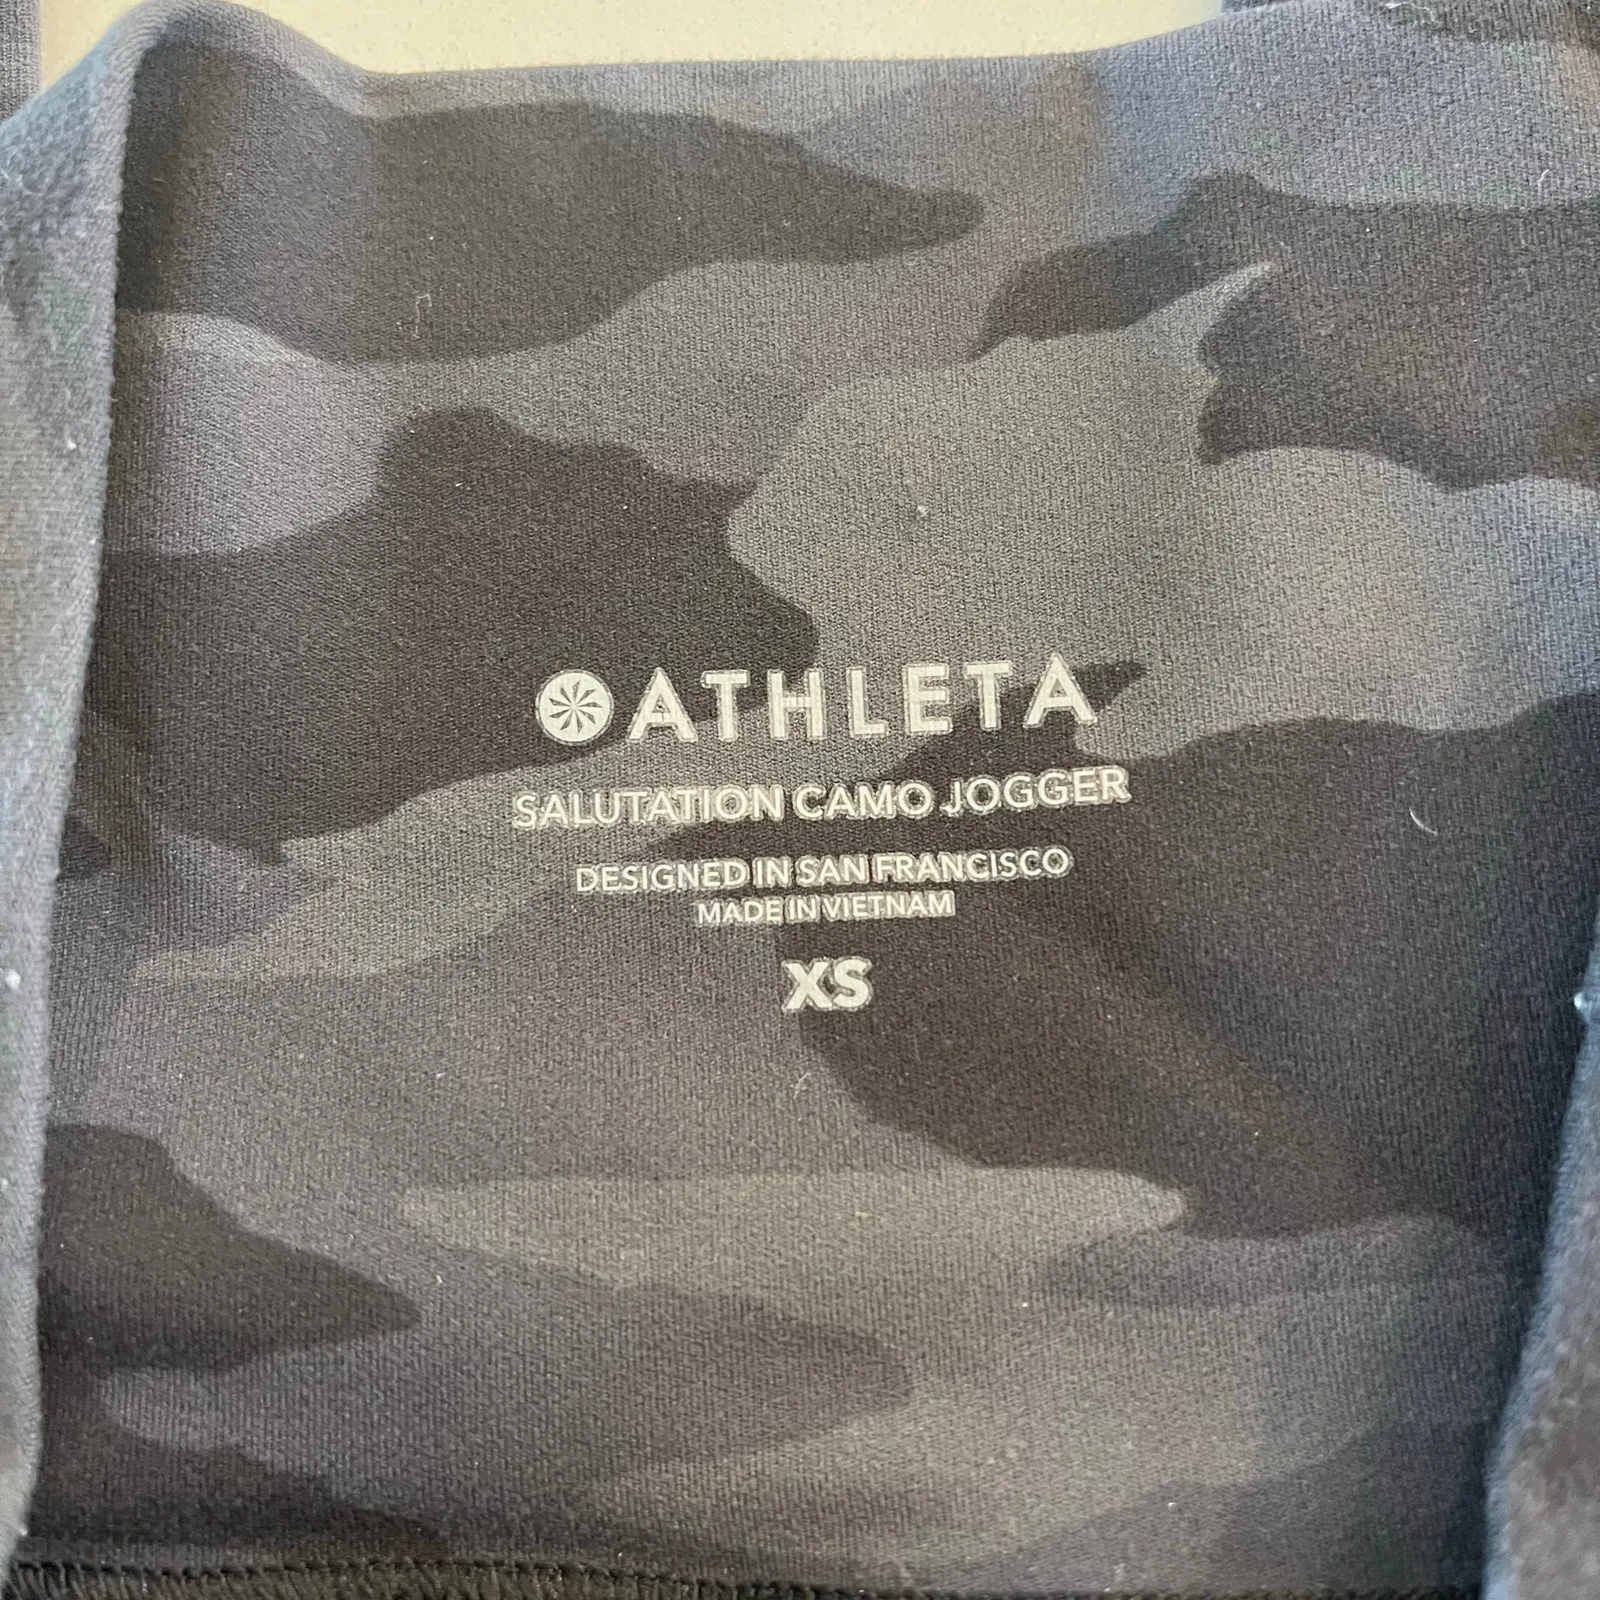 ATHLETA
SALUTATION CAMO JOGGER
DESIGNED IN SAN FRANCISCO
MADE IN VIETNAM
XS